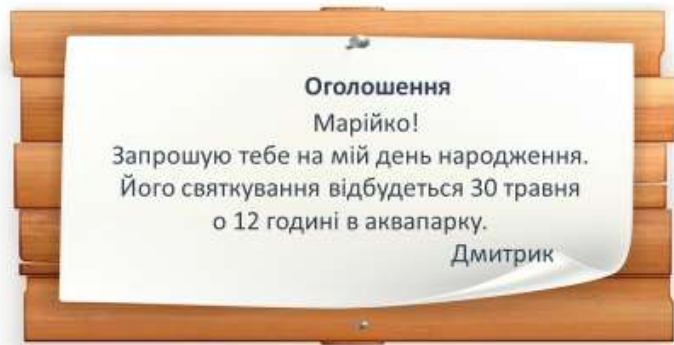 Оголошення
Марійко!
Запрошую тебе на мій день народження.
Його святкування відбудеться 30 травня
о 12 годині в аквапарку.
Дмитрик